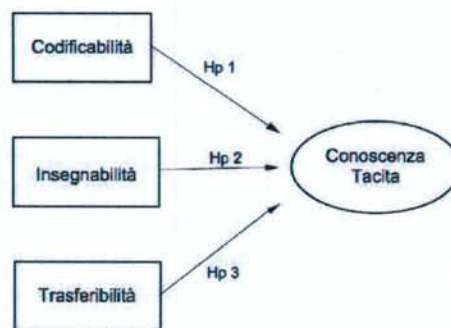 Codificabilità
Hp 1
Insegnabilità
Hp 2
Conoscenza
Tacita
Trasferibilità
Hp 3